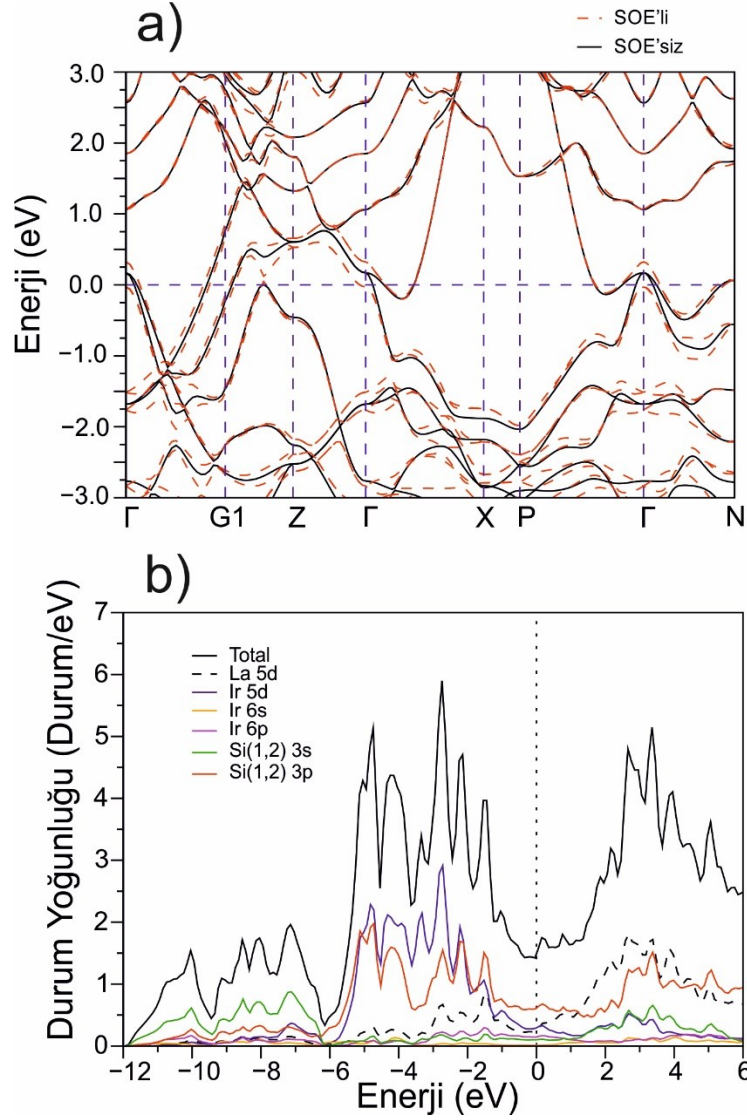 a)
SOE'li
SOE'siz
Enerji (eV)
3.0
2.0
1.0
0.0
−1.0
−2.0
−3.0
Γ G1 Z Γ X P Γ N
b)
Durum Yoğunluğu (Durum/eV)
7
6
5
4
3
2
1
0
Total
La 5d
Ir 5d
Ir 6s
Ir 6p
Si(1,2) 3s
Si(1,2) 3p
−12 −10 −8 −6 −4 −2 0 2 4 6
Enerji (eV)